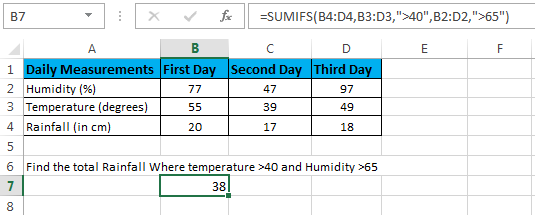 B7 fx =SUMIFS(B4:D4,B3:D3,">40",B2:D2,">65")
A B C D E F
1 Daily Measurements First Day Second Day Third Day
2 Humidity (%) 77 47 97
3 Temperature (degrees) 55 39 49
4 Rainfall (in cm) 20 17 18
5
6 Find the total Rainfall Where temperature >40 and Humidity >65
7 38
8